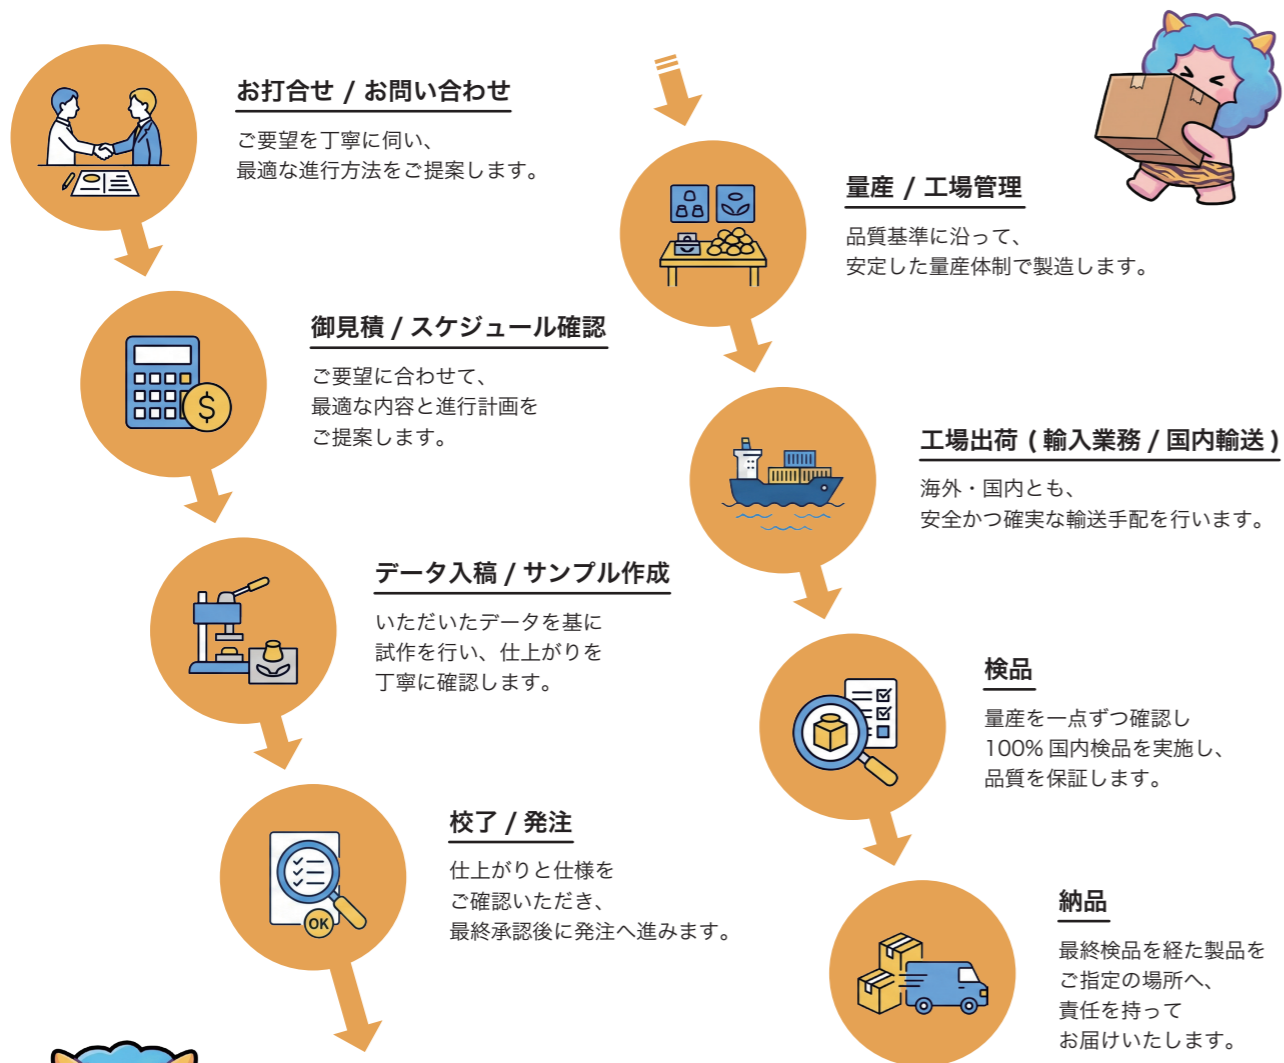 お打合せ / お問い合わせ
ご要望を丁寧に伺い、
最適な進行方法をご提案します。
御見積 / スケジュール確認
$
ご要望に合わせて、
最適な内容と進行計画を
ご提案します。
データ入稿 / サンプル作成
いただいたデータを基に
試作を行い、仕上がりを
丁寧に確認します。
校了 / 発注
OK
仕上がりと仕様を
ご確認いただき、
最終承認後に発注へ進みます。
量産 / 工場管理
品質基準に沿って、
安定した量産体制で製造します。
工場出荷 ( 輸入業務 / 国内輸送 )
海外・国内とも、
安全かつ確実な輸送手配を行います。
検品
量産を一点ずつ確認し
100% 国内検品を実施し、
品質を保証します。
納品
最終検品を経た製品を
ご指定の場所へ、
責任を持って
お届けいたします。